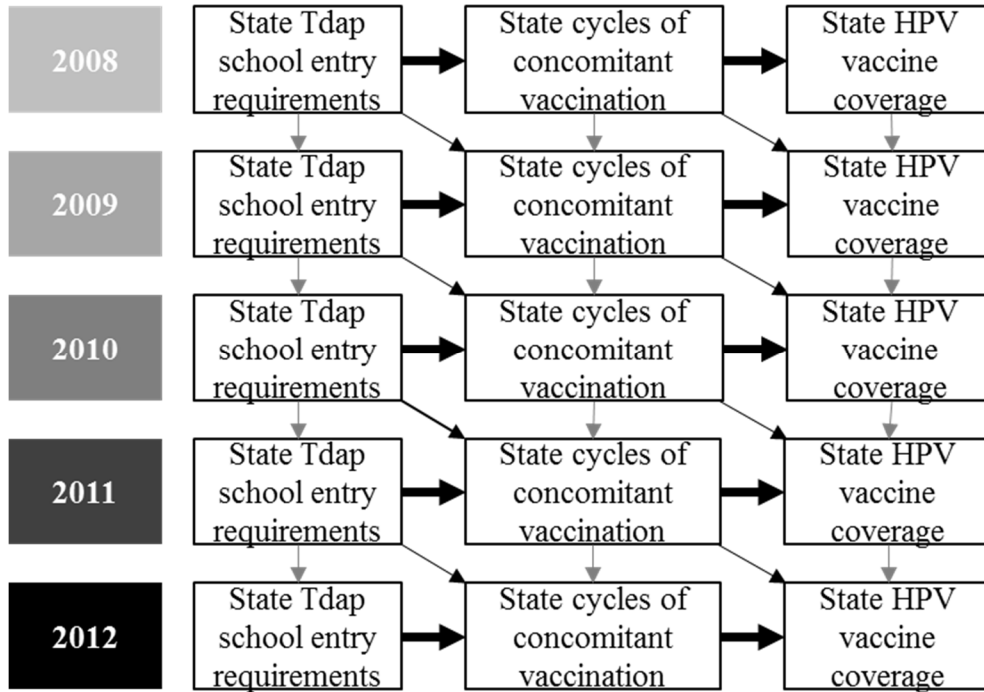 2008
State Tdap
school entry
requirements
State cycles of
concomitant
vaccination
State HPV
vaccine
coverage
2009
State Tdap
school entry
requirements
State cycles of
concomitant
vaccination
State HPV
vaccine
coverage
2010
State Tdap
school entry
requirements
State cycles of
concomitant
vaccination
State HPV
vaccine
coverage
2011
State Tdap
school entry
requirements
State cycles of
concomitant
vaccination
State HPV
vaccine
coverage
2012
State Tdap
school entry
requirements
State cycles of
concomitant
vaccination
State HPV
vaccine
coverage